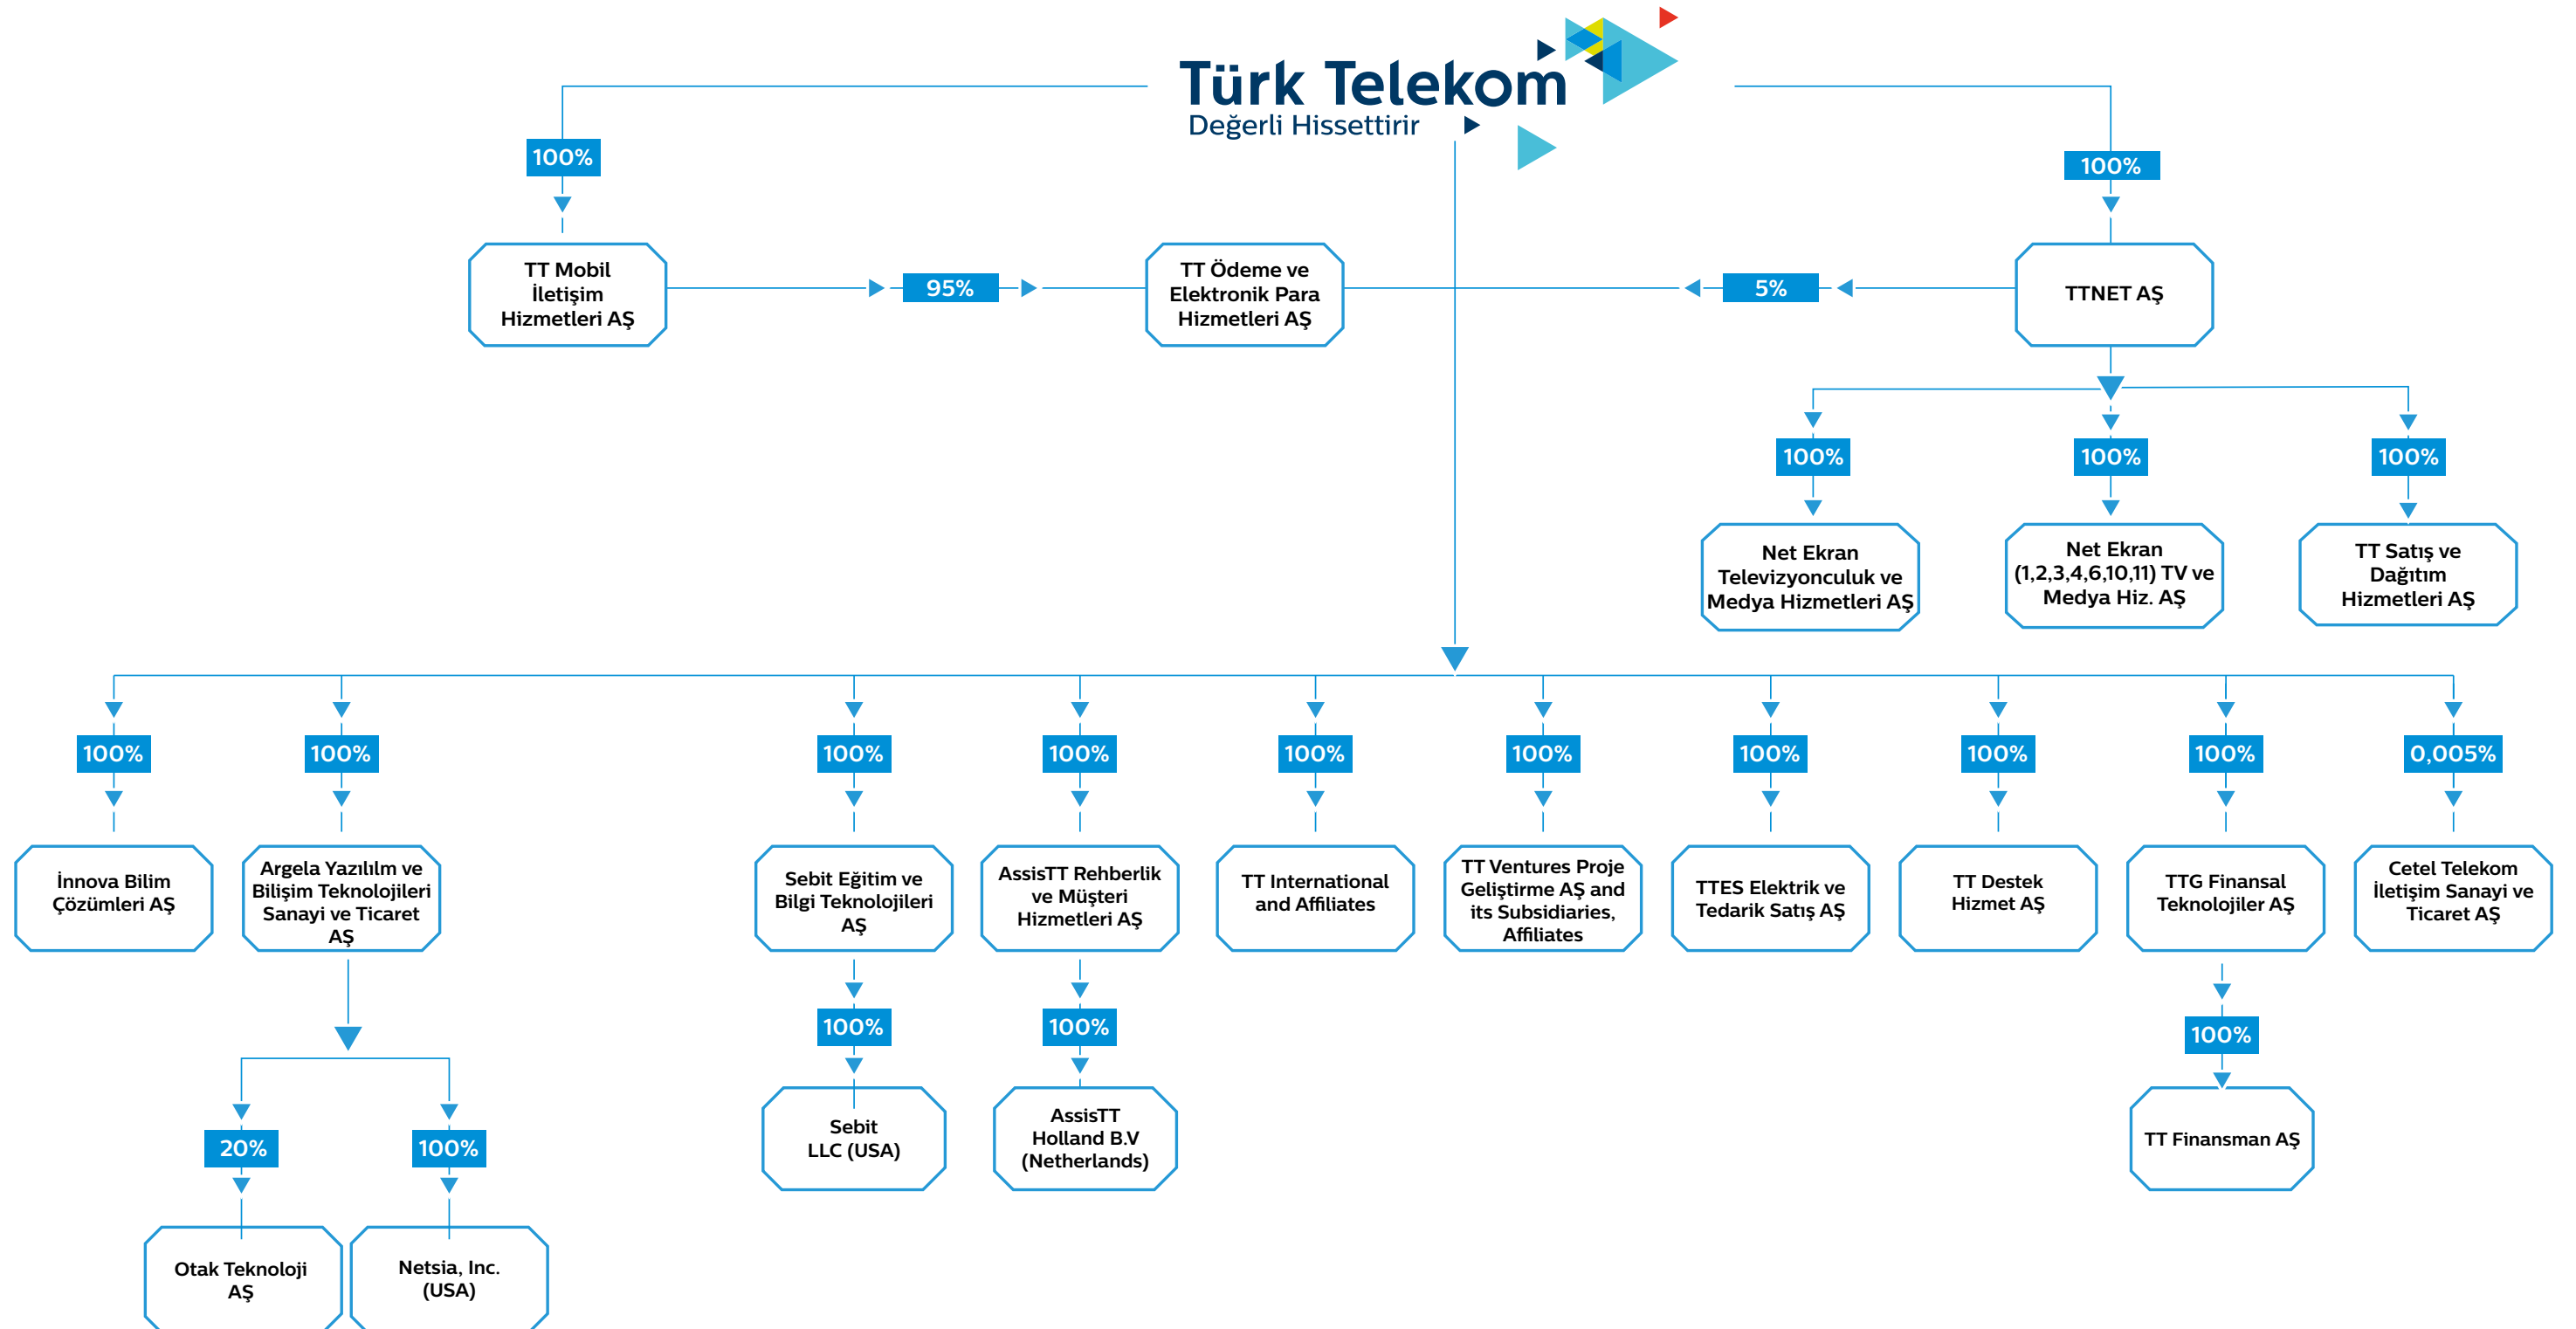 Türk Telekom
Değerli Hissettirir
100%
100%
TT Mobil
İletişim
Hizmetleri AŞ
95%
TT Ödeme ve
Elektronik Para
Hizmetleri AŞ
5%
TTNET AŞ
100%
100%
100%
Net Ekran
Televizyonculuk ve
Medya Hizmetleri AŞ
Net Ekran
(1,2,3,4,6,10,11) TV ve
Medya Hiz. AŞ
TT Satış ve
Dağıtım
Hizmetleri AŞ
100%
100%
100%
100%
100%
100%
100%
100%
100%
0,005%
İnnova Bilim
Çözümleri AŞ
Argela Yazılılm ve
Bilişim Teknolojileri
Sanayi ve Ticaret
AŞ
Sebit Eğitim ve
Bilgi Teknolojileri
AŞ
AssisTT Rehberlik
ve Müşteri
Hizmetleri AŞ
TT International
and Affiliates
TT Ventures Proje
Geliştirme AŞ and
its Subsidiaries,
Affiliates
TTES Elektrik ve
Tedarik Satış AŞ
TT Destek
Hizmet AŞ
TTG Finansal
Teknolojiler AŞ
Cetel Telekom
İletişim Sanayi ve
Ticaret AŞ
100%
100%
100%
Sebit
LLC (USA)
AssisTT
Holland B.V
(Netherlands)
TT Finansman AŞ
20%
100%
Otak Teknoloji
AŞ
Netsia, Inc.
(USA)